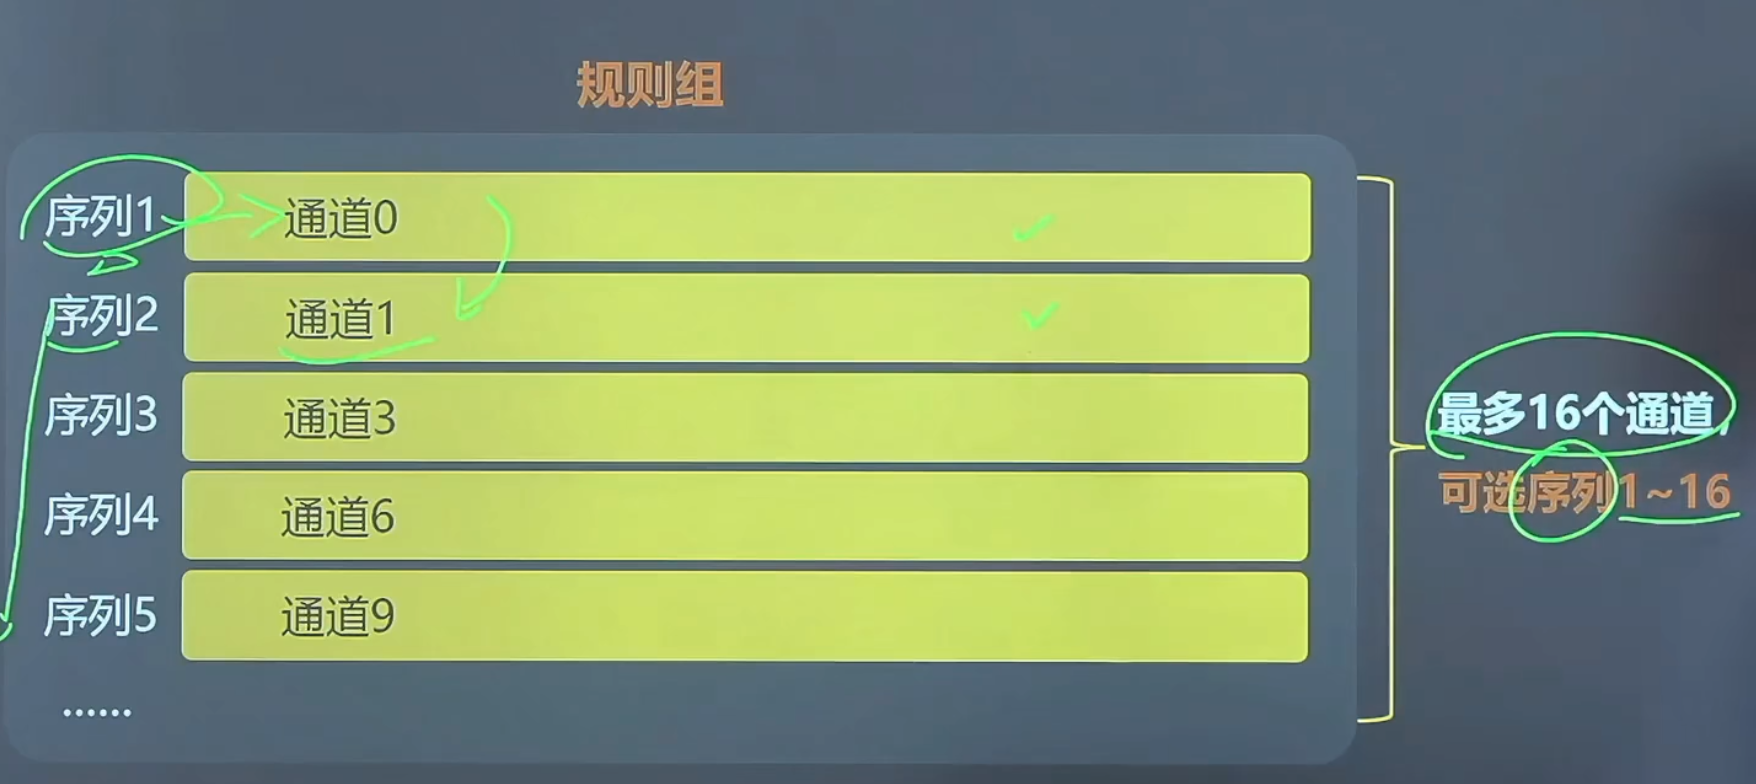 规则组
序列1 通道0
序列2 通道1
序列3 通道3
序列4 通道6
序列5 通道9
......
最多16个通道,
可选序列1~16